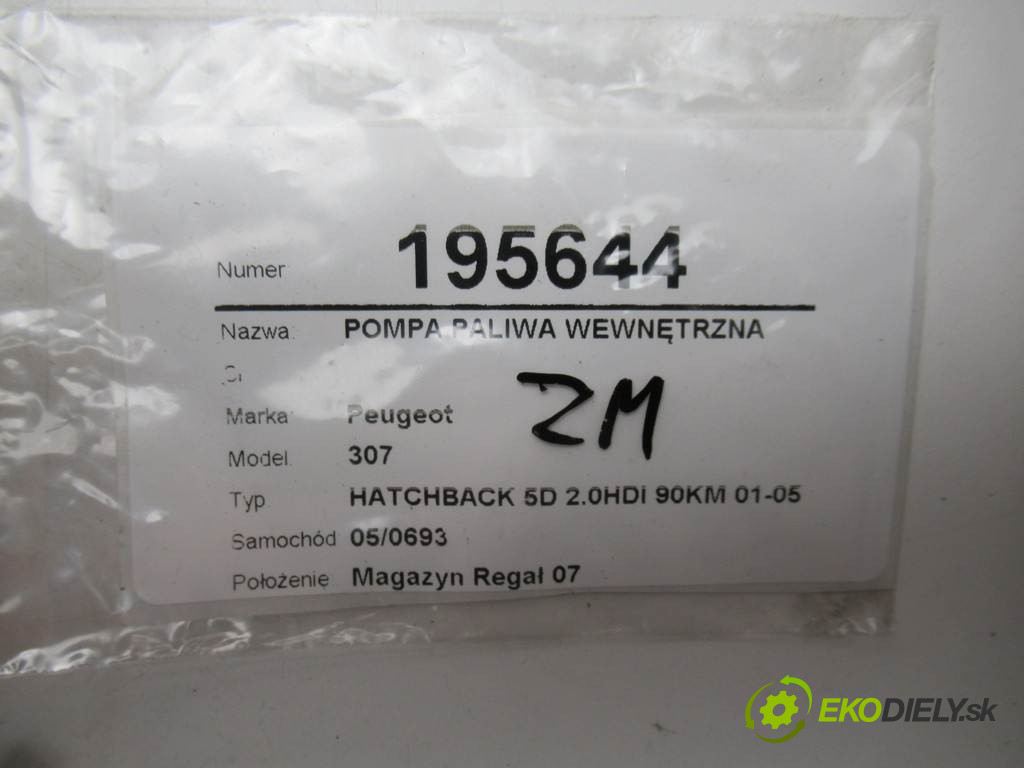 Numer 195644
Nazwa: POMPA PALIWA WEWNĘTRZNA
Marka: Peugeot
ZM
Model: 307
Typ HATCHBACK 5D 2.0HDI 90KM 01-05
Samochód 05/0693
Położenie Magazyn Regał 07
EKODIELY.sk